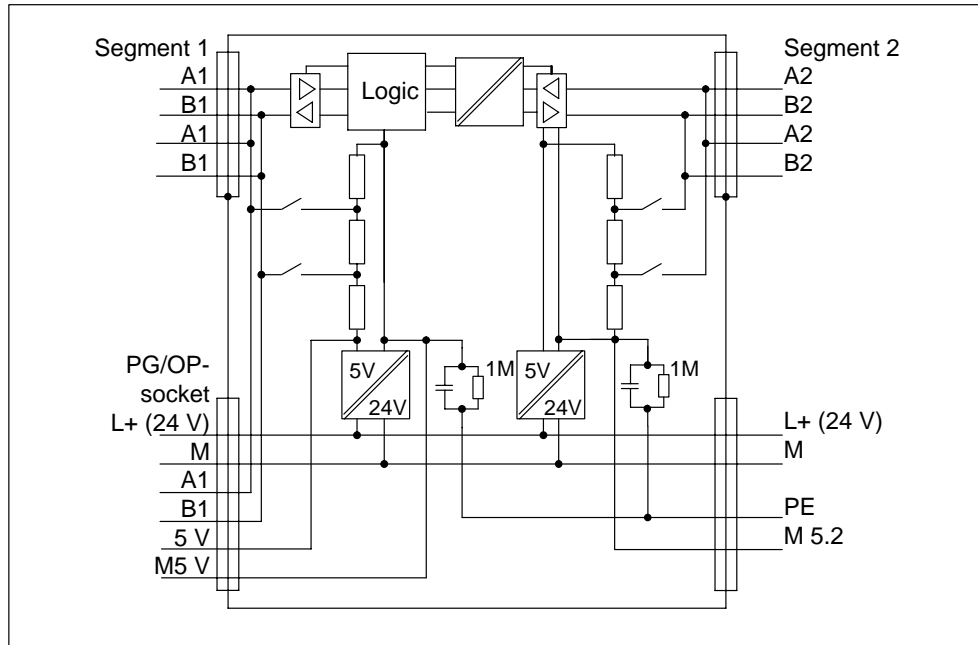 Segment 1
A1
B1
A1
B1
Logic
Segment 2
A2
B2
A2
B2
PG/OP-
socket
L+ (24 V)
M
A1
B1
5 V
M5 V
5V
24V
1M
5V
24V
1M
L+ (24 V)
M
PE
M 5.2